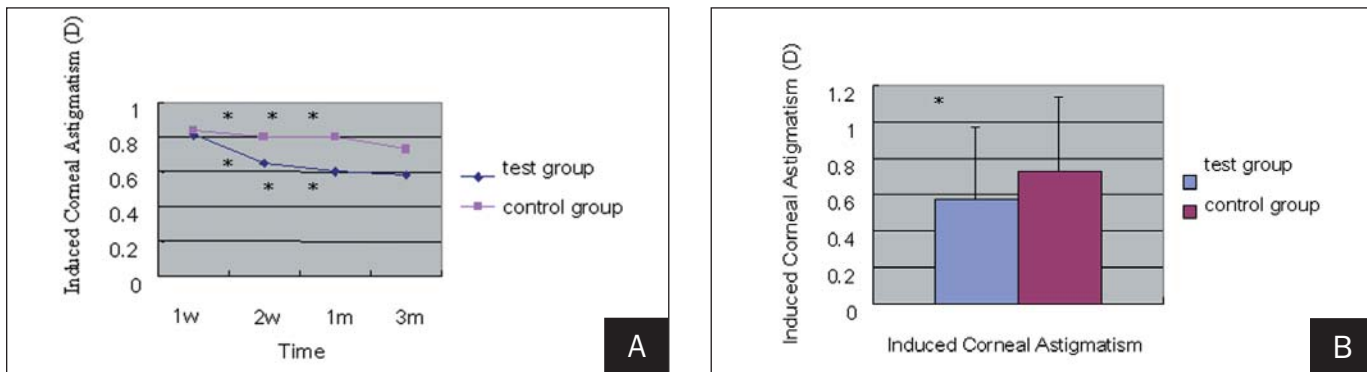 Induced Corneal Astigmatism (D)
1
0.8
0.6
0.4
0.2
0
* * *
*
* *
1w 2w 1m 3m
Time
test group
control group
A
Induced Corneal Astigmatism (D)
1.2
1
0.8
0.6
0.4
0.2
0
*
Induced Corneal Astigmatism
test group
control group
B